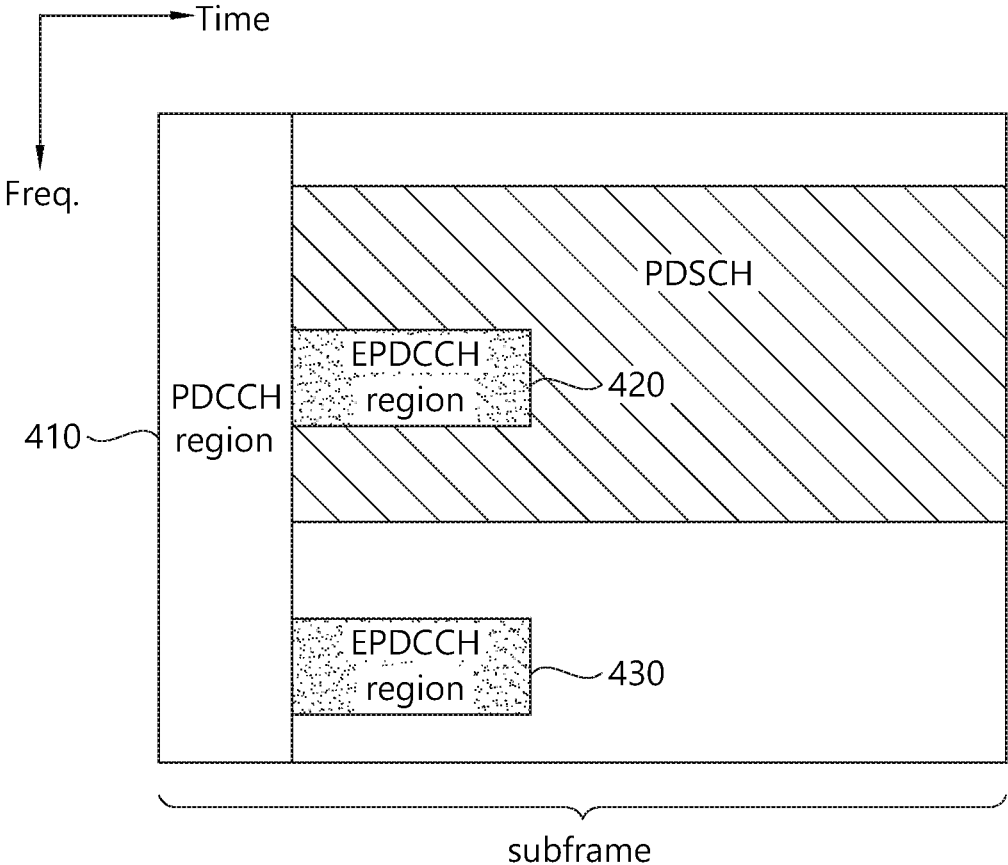 Time
Freq.
PDSCH
EPDCCH
region
420
PDCCH
region
410
EPDCCH
region
430
subframe